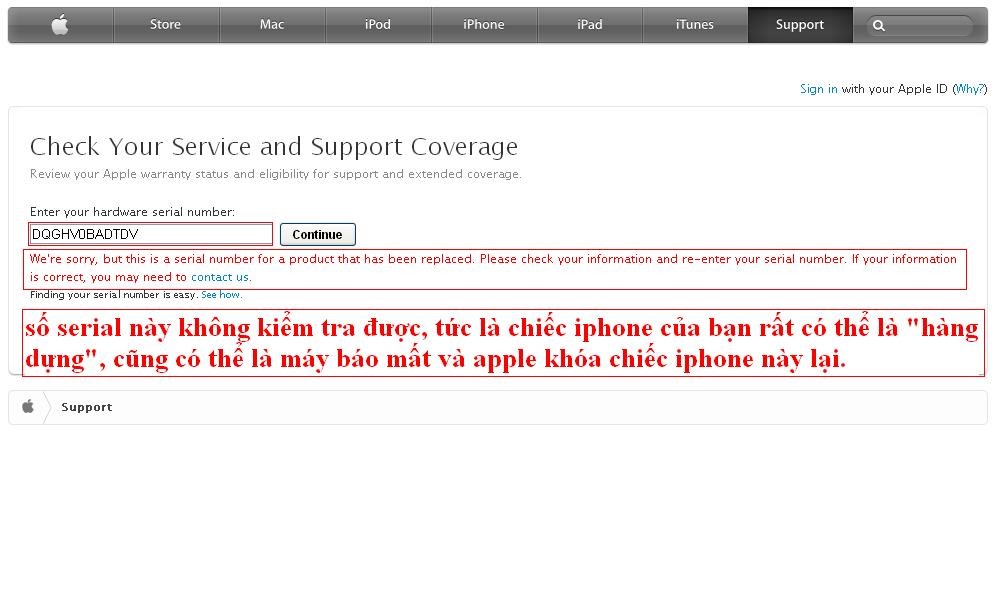 Store Mac iPod iPhone iPad iTunes Support
Sign in with your Apple ID (Why?)
Check Your Service and Support Coverage
Review your Apple warranty status and eligibility for support and extended coverage.
Enter your hardware serial number:
DQGHV0BADTDV Continue
We're sorry, but this is a serial number for a product that has been replaced. Please check your information and re-enter your serial number. If your information
is correct, you may need to contact us.
Finding your serial number is easy. See how.
số serial này không kiểm tra được, tức là chiếc iphone của bạn rất có thể là "hàng
dựng", cũng có thể là máy báo mất và apple khóa chiếc iphone này lại.
Support